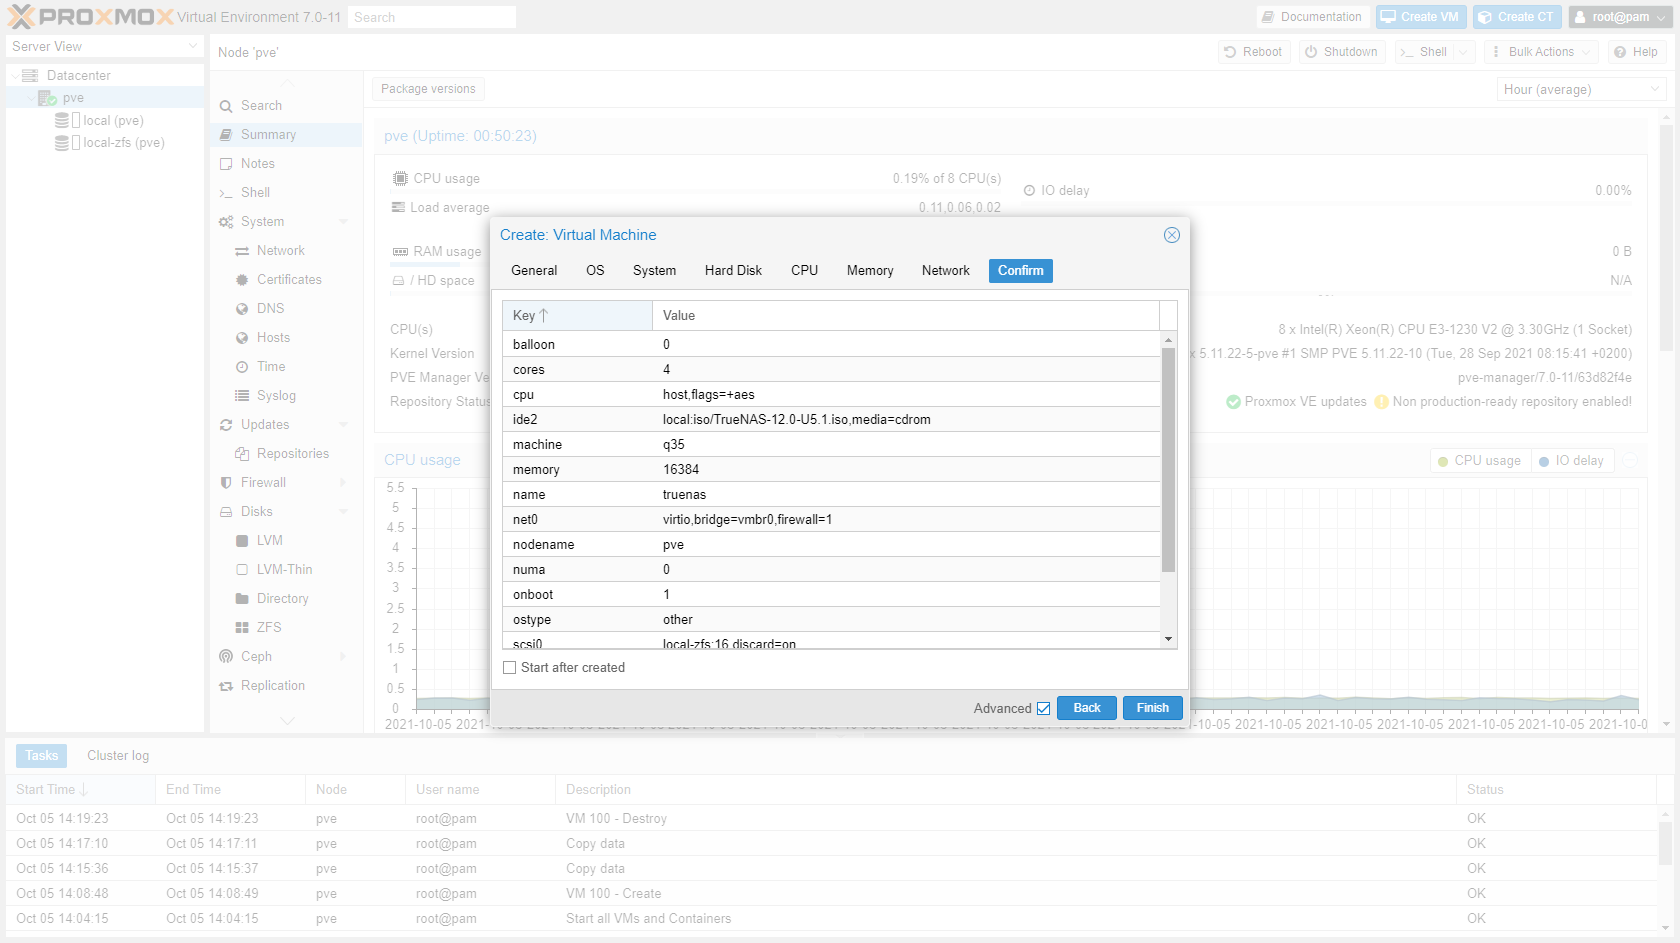 PROXMOX Virtual Environment 7.0-11 Search Documentation Create VM Create CT root@pam
Server View
Node 'pve' Reboot Shutdown Shell Bulk Actions Help
Datacenter
pve
local (pve)
local-zfs (pve)
Search
Summary
Notes
Shell
System
Network
Certificates
DNS
Hosts
Time
Syslog
Updates
Repositories
Firewall
Disks
LVM
LVM-Thin
Directory
ZFS
Ceph
Replication
Package versions Hour (average)
pve (Uptime: 00:50:23)
CPU usage 0.19% of 8 CPU(s)
IO delay 0.00%
Load average 0.11,0.06,0.02
RAM usage 0 B
/ HD space N/A
CPU(s) 8 x Intel(R) Xeon(R) CPU E3-1230 V2 @ 3.30GHz (1 Socket)
Kernel Version x 5.11.22-5-pve #1 SMP PVE 5.11.22-10 (Tue, 28 Sep 2021 08:15:41 +0200)
PVE Manager Ve pve-manager/7.0-11/63d82f4e
Repository Status Proxmox VE updates Non production-ready repository enabled!
CPU usage CPU usage IO delay
5.5
5
4.5
4
3.5
3
2.5
2
1.5
1
0.5
0
2021-10-05 2021-10-05 2021-10-05 2021-10-05 2021-10-05 2021-10-05 2021-10-05 2021-10-05
Create: Virtual Machine
General OS System Hard Disk CPU Memory Network Confirm
Key Value
balloon 0
cores 4
cpu host,flags=+aes
ide2 local:iso/TrueNAS-12.0-U5.1.iso,media=cdrom
machine q35
memory 16384
name truenas
net0 virtio,bridge=vmbr0,firewall=1
nodename pve
numa 0
onboot 1
ostype other
scsi0 local-zfs:16,discard=on
Start after created
Advanced Back Finish
Tasks Cluster log
Start Time End Time Node User name Description Status
Oct 05 14:19:23 Oct 05 14:19:23 pve root@pam VM 100 - Destroy OK
Oct 05 14:17:10 Oct 05 14:17:11 pve root@pam Copy data OK
Oct 05 14:15:36 Oct 05 14:15:37 pve root@pam Copy data OK
Oct 05 14:08:48 Oct 05 14:08:49 pve root@pam VM 100 - Create OK
Oct 05 14:04:15 Oct 05 14:04:15 pve root@pam Start all VMs and Containers OK